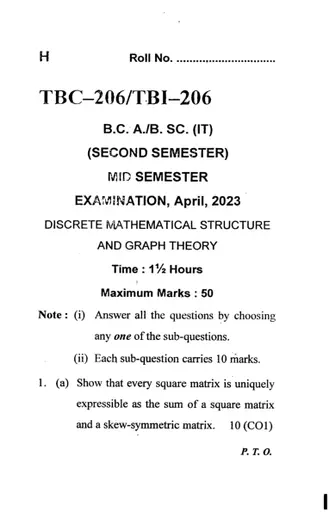 H Roll No. ..............................
TBC–206/TBI–206
B.C. A./B. SC. (IT)
(SECOND SEMESTER)
MID SEMESTER
EXAMINATION, April, 2023
DISCRETE MATHEMATICAL STRUCTURE
AND GRAPH THEORY
Time : 1½ Hours
Maximum Marks : 50
Note : (i) Answer all the questions by choosing
any one of the sub-questions.
(ii) Each sub-question carries 10 marks.
1. (a) Show that every square matrix is uniquely
expressible as the sum of a square matrix
and a skew-symmetric matrix. 10 (CO1)
P. T. O.